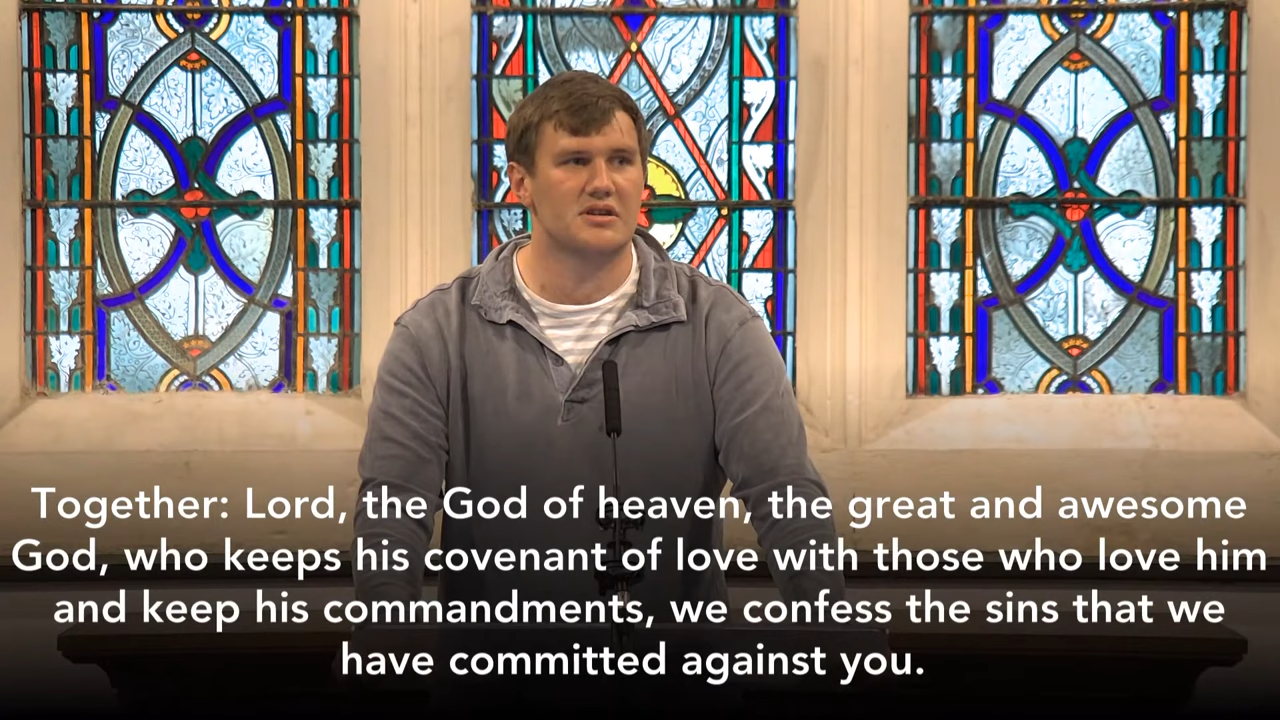 Together: Lord, the God of heaven, the great and awesome
God, who keeps his covenant of love with those who love him
and keep his commandments, we confess the sins that we
have committed against you.